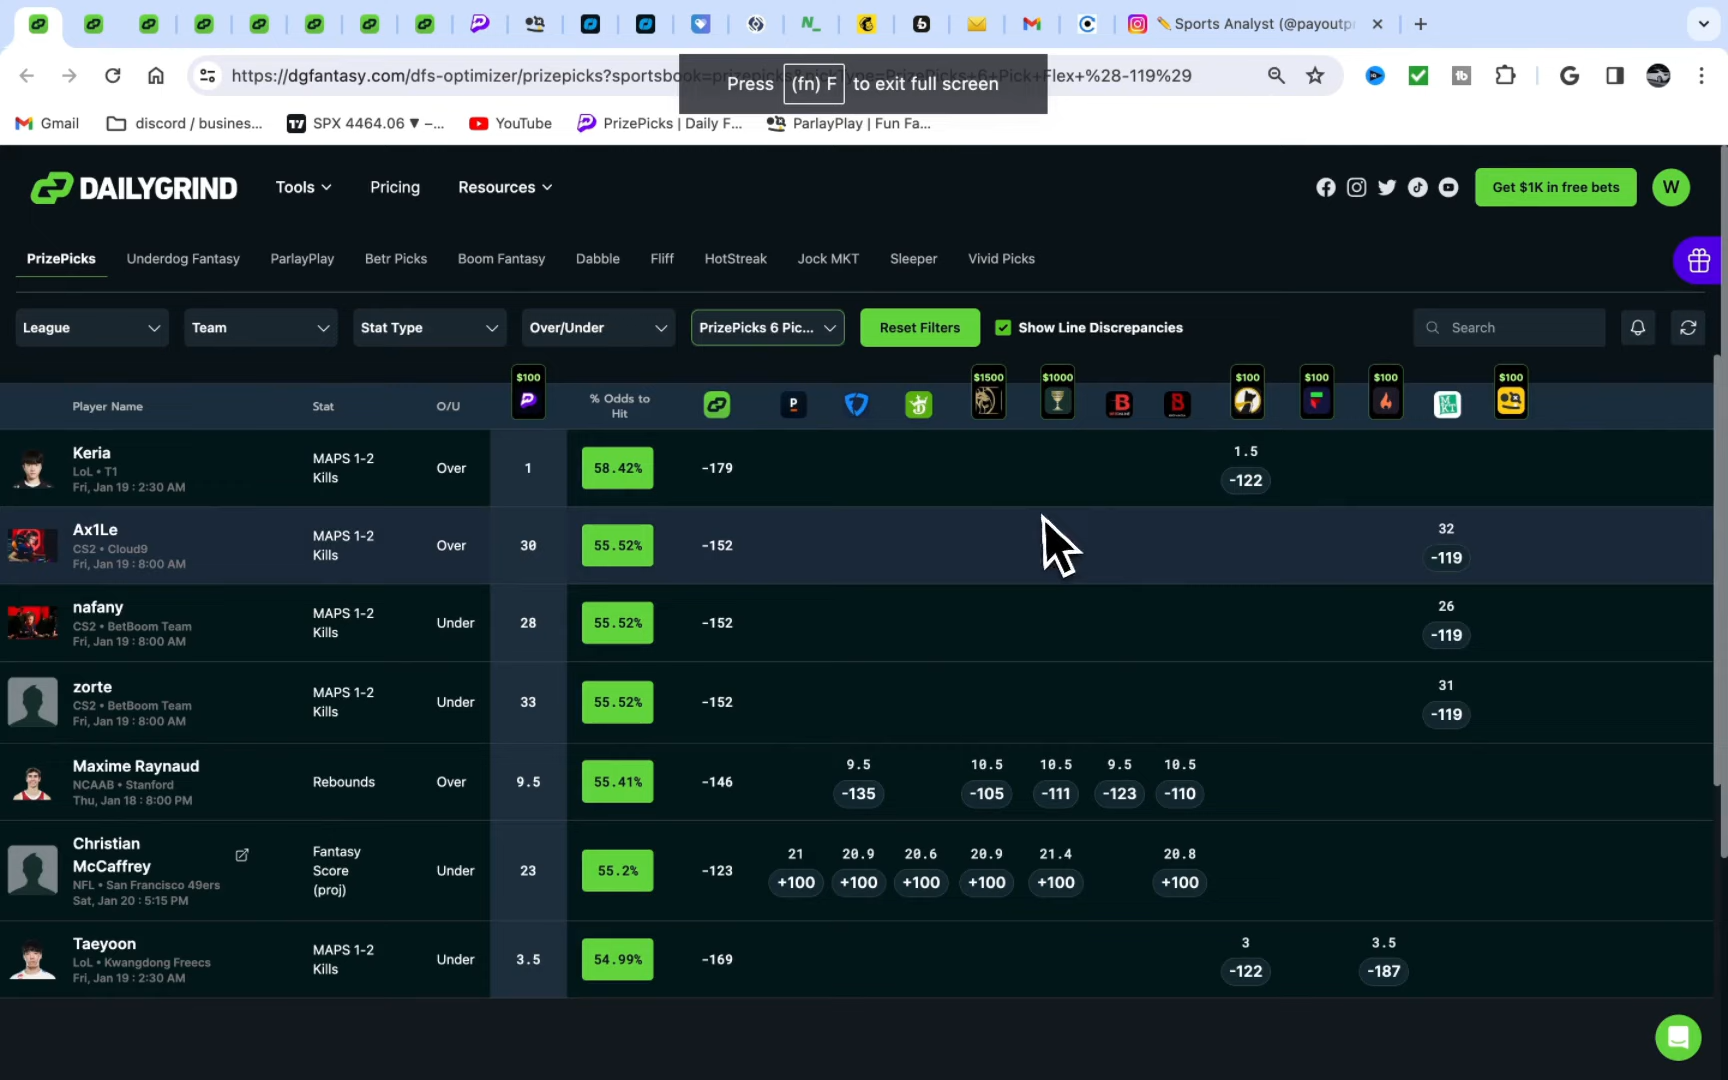 Sports Analyst (@payoutpr
https://dgfantasy.com/dfs-optimizer/prizepicks?sportsbook=prizepicks&pickType=PrizePicks+6+Pick+Flex+%28-119%29
Press (fn) F to exit full screen
Gmail
discord / busines...
SPX 4464.06 ▼ –...
YouTube
PrizePicks | Daily F...
ParlayPlay | Fun Fa...
DAILYGRIND
Tools
Pricing
Resources
Get $1K in free bets
W
PrizePicks
Underdog Fantasy
ParlayPlay
Betr Picks
Boom Fantasy
Dabble
Fliff
HotStreak
Jock MKT
Sleeper
Vivid Picks
League
Team
Stat Type
Over/Under
PrizePicks 6 Pic...
Reset Filters
Show Line Discrepancies
Search
$100
$1500
$1000
$100
$100
$100
$100
Player Name
Stat
O/U
% Odds to
Hit
Keria
LoL • T1
Fri, Jan 19 : 2:30 AM
MAPS 1-2
Kills
Over
1
58.42%
-179
1.5
-122
Ax1Le
CS2 • Cloud9
Fri, Jan 19 : 8:00 AM
MAPS 1-2
Kills
Over
30
55.52%
-152
32
-119
nafany
CS2 • BetBoom Team
Fri, Jan 19 : 8:00 AM
MAPS 1-2
Kills
Under
28
55.52%
-152
26
-119
zorte
CS2 • BetBoom Team
Fri, Jan 19 : 8:00 AM
MAPS 1-2
Kills
Under
33
55.52%
-152
31
-119
Maxime Raynaud
NCAAB • Stanford
Thu, Jan 18 : 8:00 PM
Rebounds
Over
9.5
55.41%
-146
9.5
-135
10.5
-105
10.5
-111
9.5
-123
10.5
-110
Christian
McCaffrey
NFL • San Francisco 49ers
Sat, Jan 20 : 5:15 PM
Fantasy
Score
(proj)
Under
23
55.2%
-123
21
+100
20.9
+100
20.6
+100
20.9
+100
21.4
+100
20.8
+100
Taeyoon
LoL • Kwangdong Freecs
Fri, Jan 19 : 2:30 AM
MAPS 1-2
Kills
Under
3.5
54.99%
-169
3
-122
3.5
-187